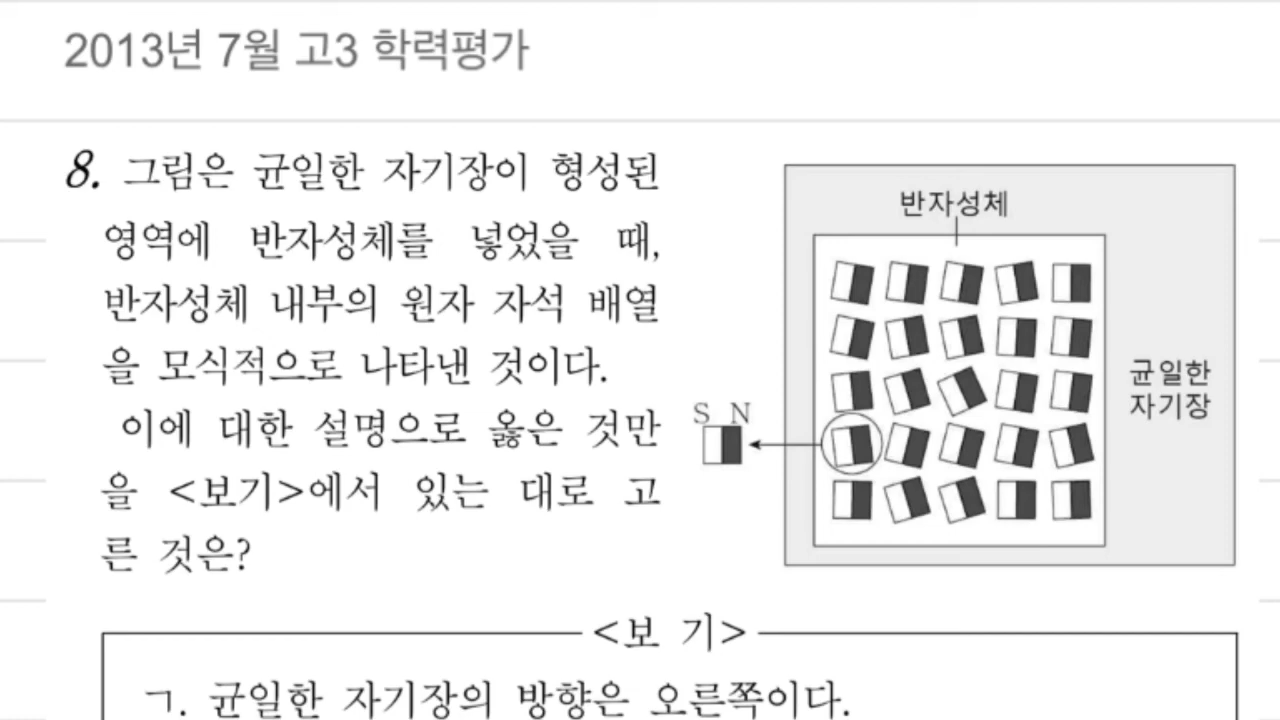 2013년 7월 고3 학력평가
8. 그림은 균일한 자기장이 형성된
영역에 반자성체를 넣었을 때,
반자성체 내부의 원자 자석 배열
을 모식적으로 나타낸 것이다.
이에 대한 설명으로 옳은 것만
을 <보기>에서 있는 대로 고
른 것은?
반자성체
균일한
자기장
S N
<보 기>
ㄱ. 균일한 자기장의 방향은 오른쪽이다.